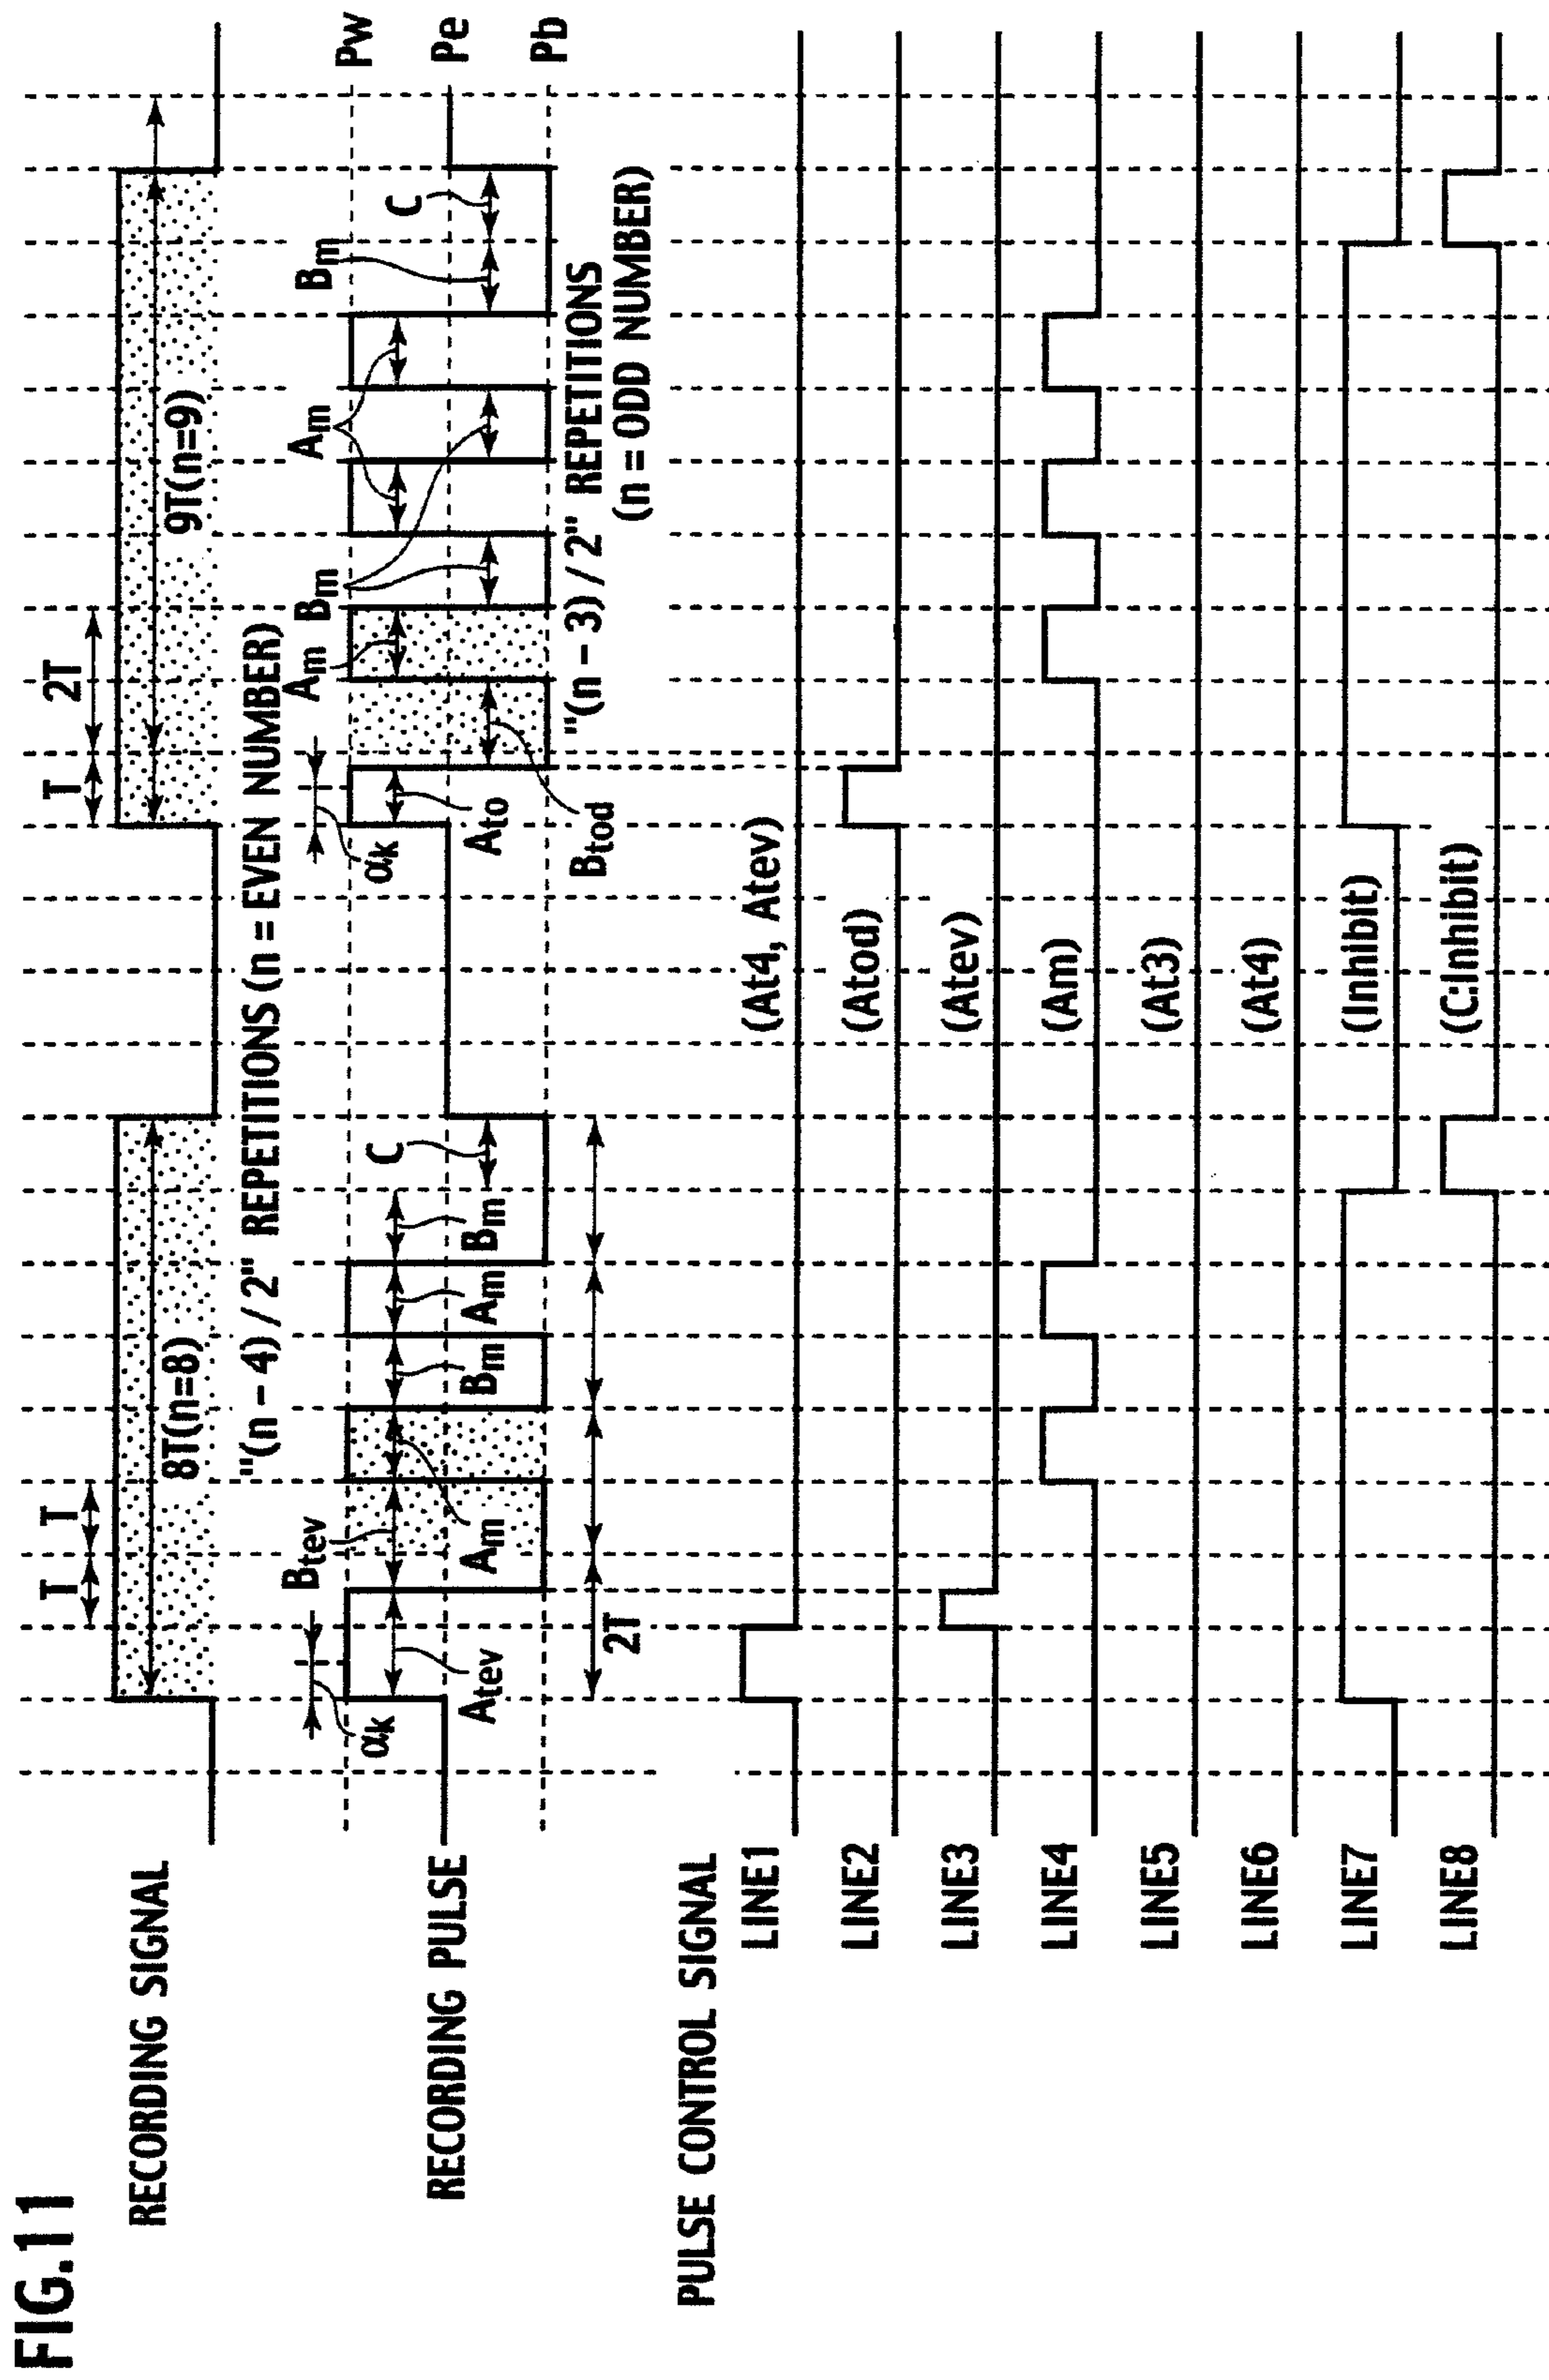 FIG.11
RECORDING SIGNAL
T
T
8T(n=8)
T
2T
9T(n=9)
"(n – 4) / 2" REPETITIONS (n = EVEN NUMBER)
RECORDING PULSE
αk
Btev
Atev
Am
Bm
Am
Bm
C
2T
αk
Ato
Btod
Am
Bm
Am
Bm
C
Pw
Pe
Pb
"(n – 3) / 2" REPETITIONS
(n = ODD NUMBER)
PULSE CONTROL SIGNAL
LINE1 (At4, Atev)
LINE2 (Atod)
LINE3 (Atev)
LINE4 (Am)
LINE5 (At3)
LINE6 (At4)
LINE7 (Inhibit)
LINE8 (C:Inhibit)